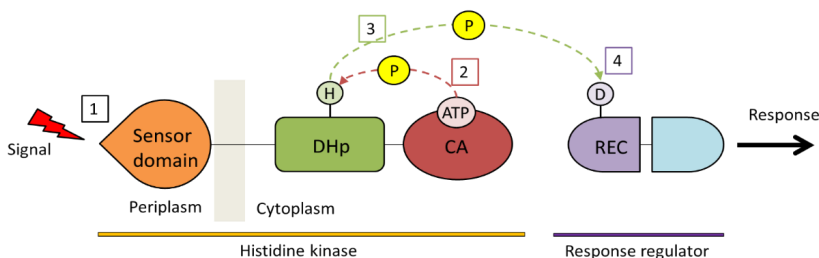 3
P
4
P
2
1
H
D
ATP
Response
Signal
Sensor
domain
DHp
CA
REC
Periplasm
Cytoplasm
Histidine kinase
Response regulator